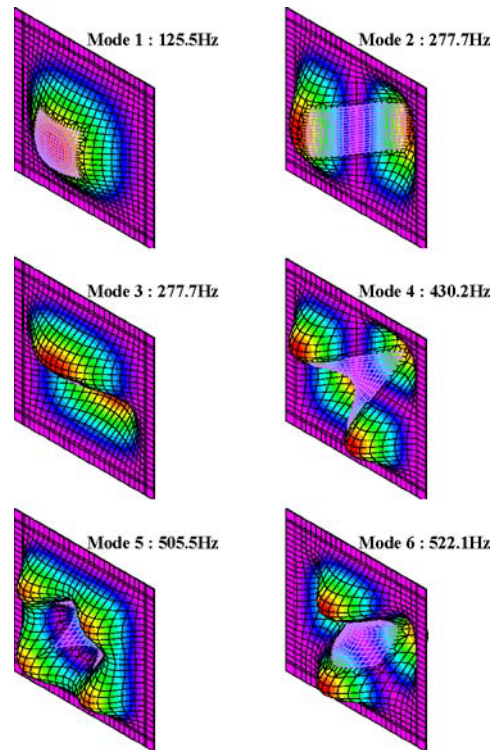 Mode 1 : 125.5Hz
Mode 2 : 277.7Hz
Mode 3 : 277.7Hz
Mode 4 : 430.2Hz
Mode 5 : 505.5Hz
Mode 6 : 522.1Hz